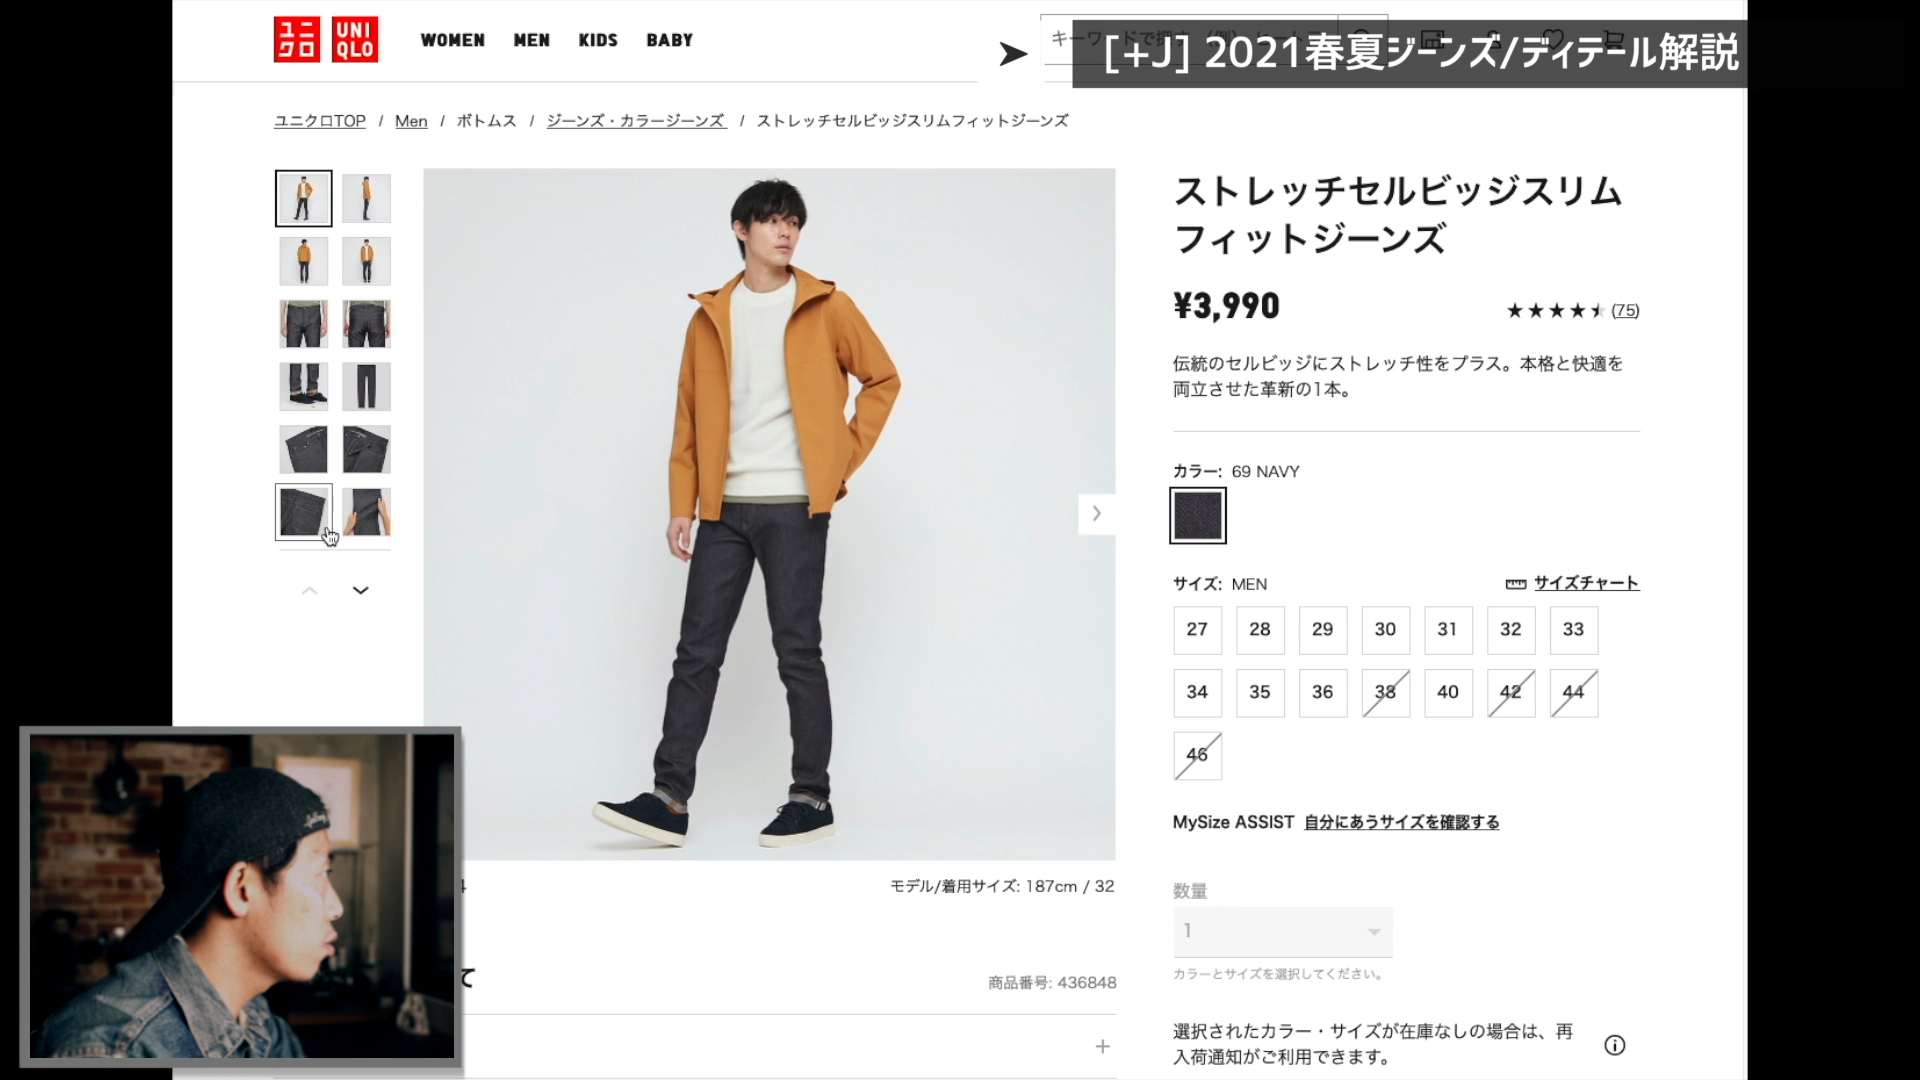 ユニクロ
UNIQLO
WOMEN MEN KIDS BABY
キーワードで探す
[+J] 2021春夏ジーンズ/ディテール解説
ユニクロTOP / Men / ボトムス / ジーンズ・カラージーンズ / ストレッチセルビッジスリムフィットジーンズ
ストレッチセルビッジスリム
フィットジーンズ
¥3,990
(75)
伝統のセルビッジにストレッチ性をプラス。本格と快適を
両立させた革新の1本。
カラー: 69 NAVY
サイズ: MEN
サイズチャート
27 28 29 30 31 32 33
34 35 36 38 40 42 44
46
MySize ASSIST 自分にあうサイズを確認する
モデル/着用サイズ: 187cm / 32
数量
1
カラーとサイズを選択してください。
て
商品番号: 436848
選択されたカラー・サイズが在庫なしの場合は、再
入荷通知がご利用できます。